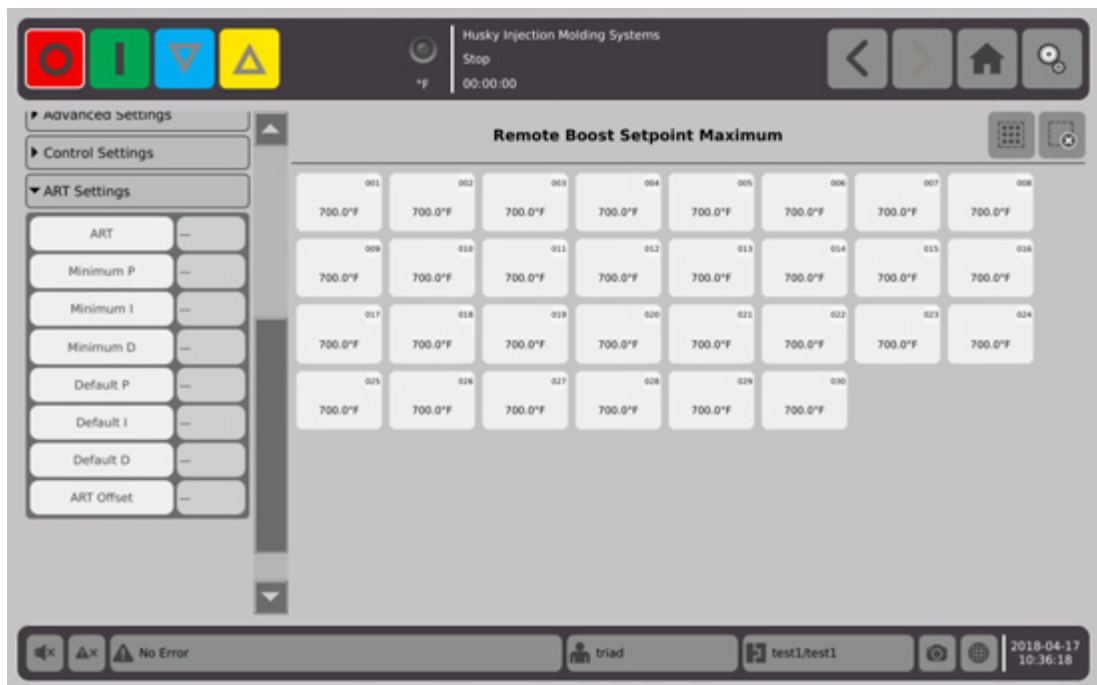 Husky Injection Molding Systems
Stop
°F 00:00:00
Advanced Settings
Control Settings
ART Settings
ART —
Minimum P —
Minimum I —
Minimum D —
Default P —
Default I —
Default D —
ART Offset —
Remote Boost Setpoint Maximum
001 002 003 004 005 006 007 008
700.0°F 700.0°F 700.0°F 700.0°F 700.0°F 700.0°F 700.0°F 700.0°F
009 010 011 012 013 014 015 016
700.0°F 700.0°F 700.0°F 700.0°F 700.0°F 700.0°F 700.0°F 700.0°F
017 018 019 020 021 022 023 024
700.0°F 700.0°F 700.0°F 700.0°F 700.0°F 700.0°F 700.0°F 700.0°F
025 026 027 028 029 030
700.0°F 700.0°F 700.0°F 700.0°F 700.0°F 700.0°F
No Error
triad
test1/test1
2018-04-17
10:36:18